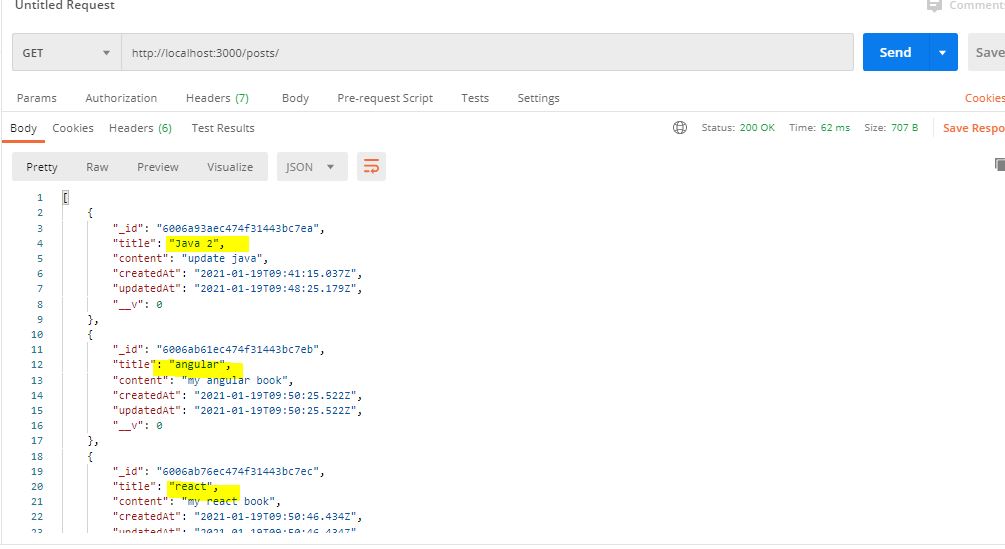 Untitled Request
Comment
GET http://localhost:3000/posts/ Send Save
Params Authorization Headers (7) Body Pre-request Script Tests Settings Cookies
Body Cookies Headers (6) Test Results Status: 200 OK Time: 62 ms Size: 707 B Save Respo
Pretty Raw Preview Visualize JSON
1 [
2 {
3 "_id": "6006a93aec474f31443bc7ea",
4 "title": "Java 2",
5 "content": "update java",
6 "createdAt": "2021-01-19T09:41:15.037Z",
7 "updatedAt": "2021-01-19T09:48:25.179Z",
8 "__v": 0
9 },
10 {
11 "_id": "6006ab61ec474f31443bc7eb",
12 "title": "angular",
13 "content": "my angular book",
14 "createdAt": "2021-01-19T09:50:25.522Z",
15 "updatedAt": "2021-01-19T09:50:25.522Z",
16 "__v": 0
17 },
18 {
19 "_id": "6006ab76ec474f31443bc7ec",
20 "title": "react",
21 "content": "my react book",
22 "createdAt": "2021-01-19T09:50:46.434Z",
23 "updatedAt": "2021-01-19T09:50:46.434Z"